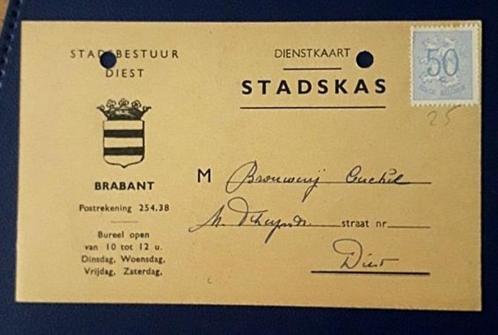 STADSBESTUUR
DIEST
BRABANT
Postrekening 254.38
Bureel open
van 10 tot 12 u.
Dinsdag, Woensdag,
Vrijdag, Zaterdag,
DIENSTKAART
STADSKAS
50
25
M Brouwerij
straat nr
Diest